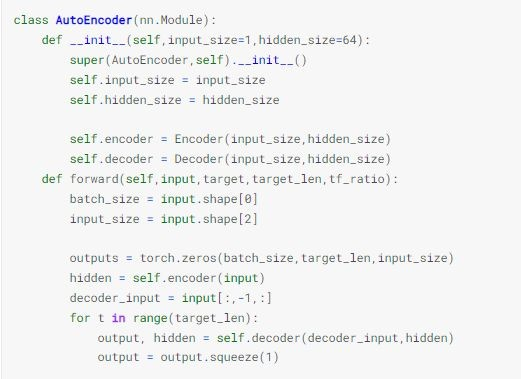 class AutoEncoder(nn.Module):
    def __init__(self,input_size=1,hidden_size=64):
        super(AutoEncoder,self).__init__()
        self.input_size = input_size
        self.hidden_size = hidden_size

        self.encoder = Encoder(input_size,hidden_size)
        self.decoder = Decoder(input_size,hidden_size)
    def forward(self,input,target,target_len,tf_ratio):
        batch_size = input.shape[0]
        input_size = input.shape[2]

        outputs = torch.zeros(batch_size,target_len,input_size)
        hidden = self.encoder(input)
        decoder_input = input[:,-1,:]
        for t in range(target_len):
            output, hidden = self.decoder(decoder_input,hidden)
            output = output.squeeze(1)